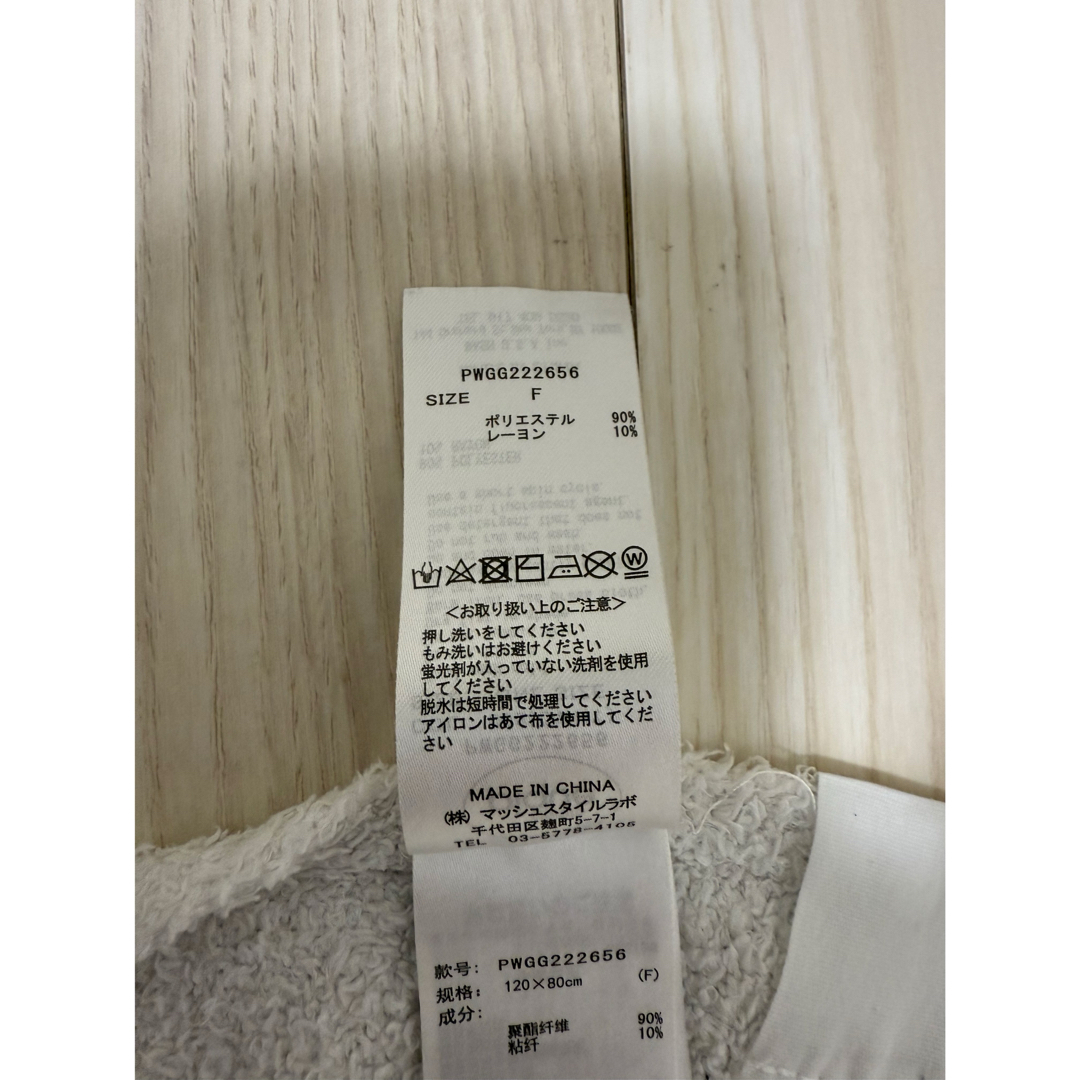 PWGG222656
SIZE F
ポリエステル 90%
レーヨン 10%
W
＜お取り扱い上のご注意＞
押し洗いをしてください
もみ洗いはお避けください
蛍光剤が入っていない洗剤を使用
してください
脱水は短時間で処理してください
アイロンはあて布を使用してくだ
さい
MADE IN CHINA
(株) マッシュスタイルラボ
千代田区麹町5-7-1
TEL 03-5778-4105
款号: PWGG222656
规格: 120×80cm (F)
成分:
聚酯纤维 90%
粘纤 10%